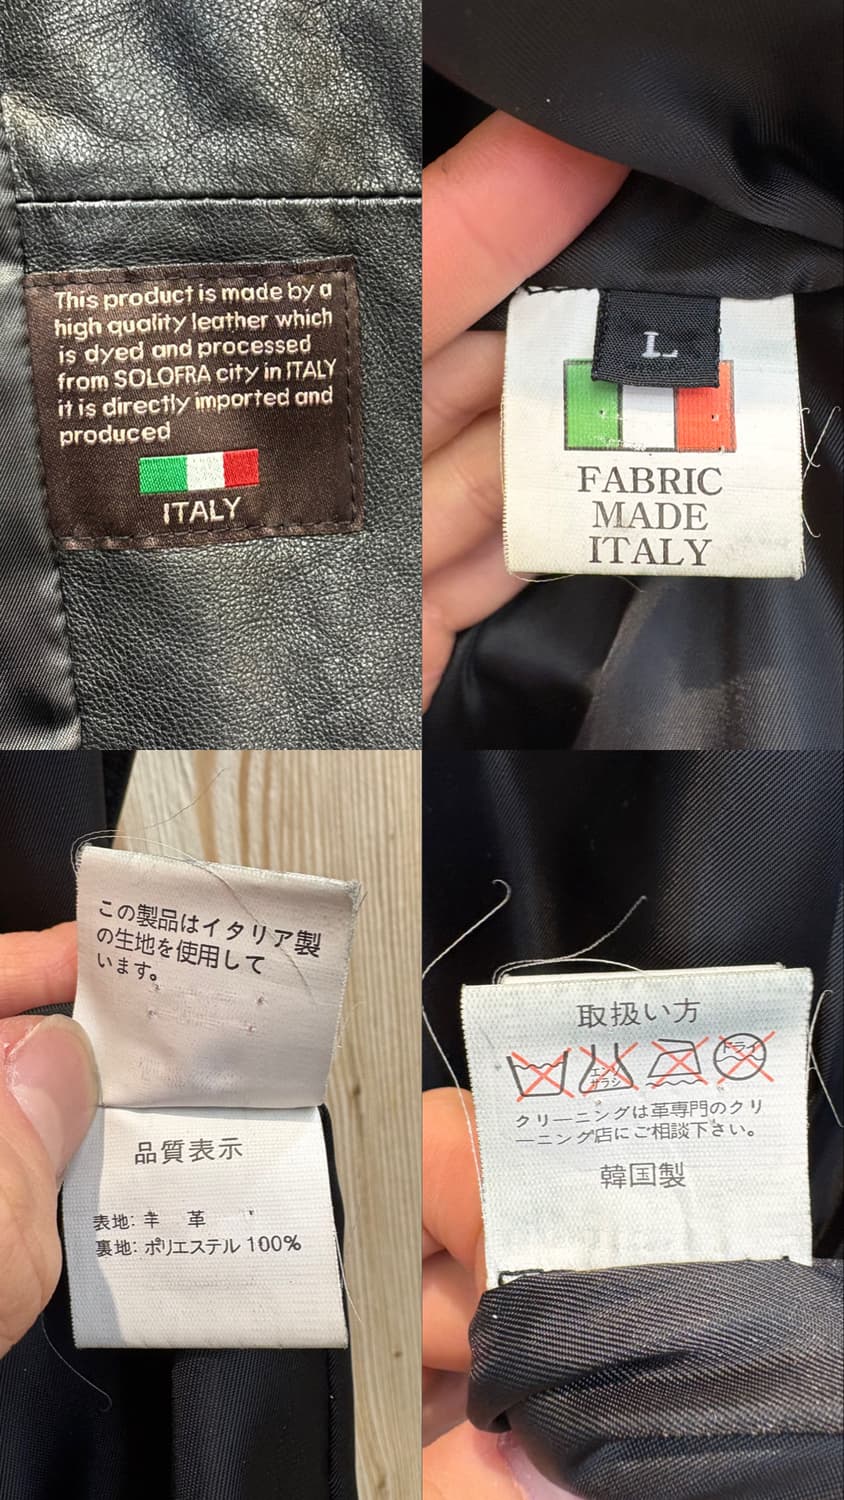 This product is made by a
high quality leather which
is dyed and processed
from SOLOFRA city in ITALY
it is directly imported and
produced
ITALY
L
FABRIC
MADE
ITALY
この製品はイタリア製
の生地を使用して
います。
品質表示
表地: 羊 革
裏地: ポリエステル 100%
取扱い方
エンソ
サラシ
ドライ
クリーニングは革専門のクリ
ーニング店にご相談下さい。
韓国製